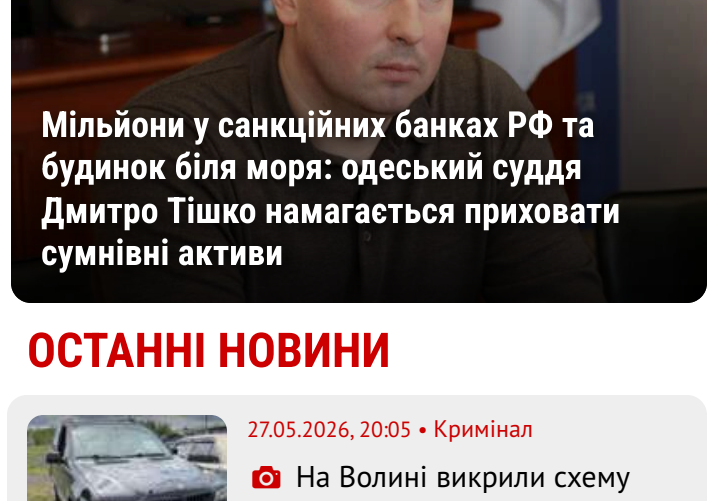 Мільйони у санкційних банках РФ та
будинок біля моря: одеський суддя
Дмитро Тішко намагається приховати
сумнівні активи
ОСТАННІ НОВИНИ
27.05.2026, 20:05 • Кримінал
На Волині викрили схему